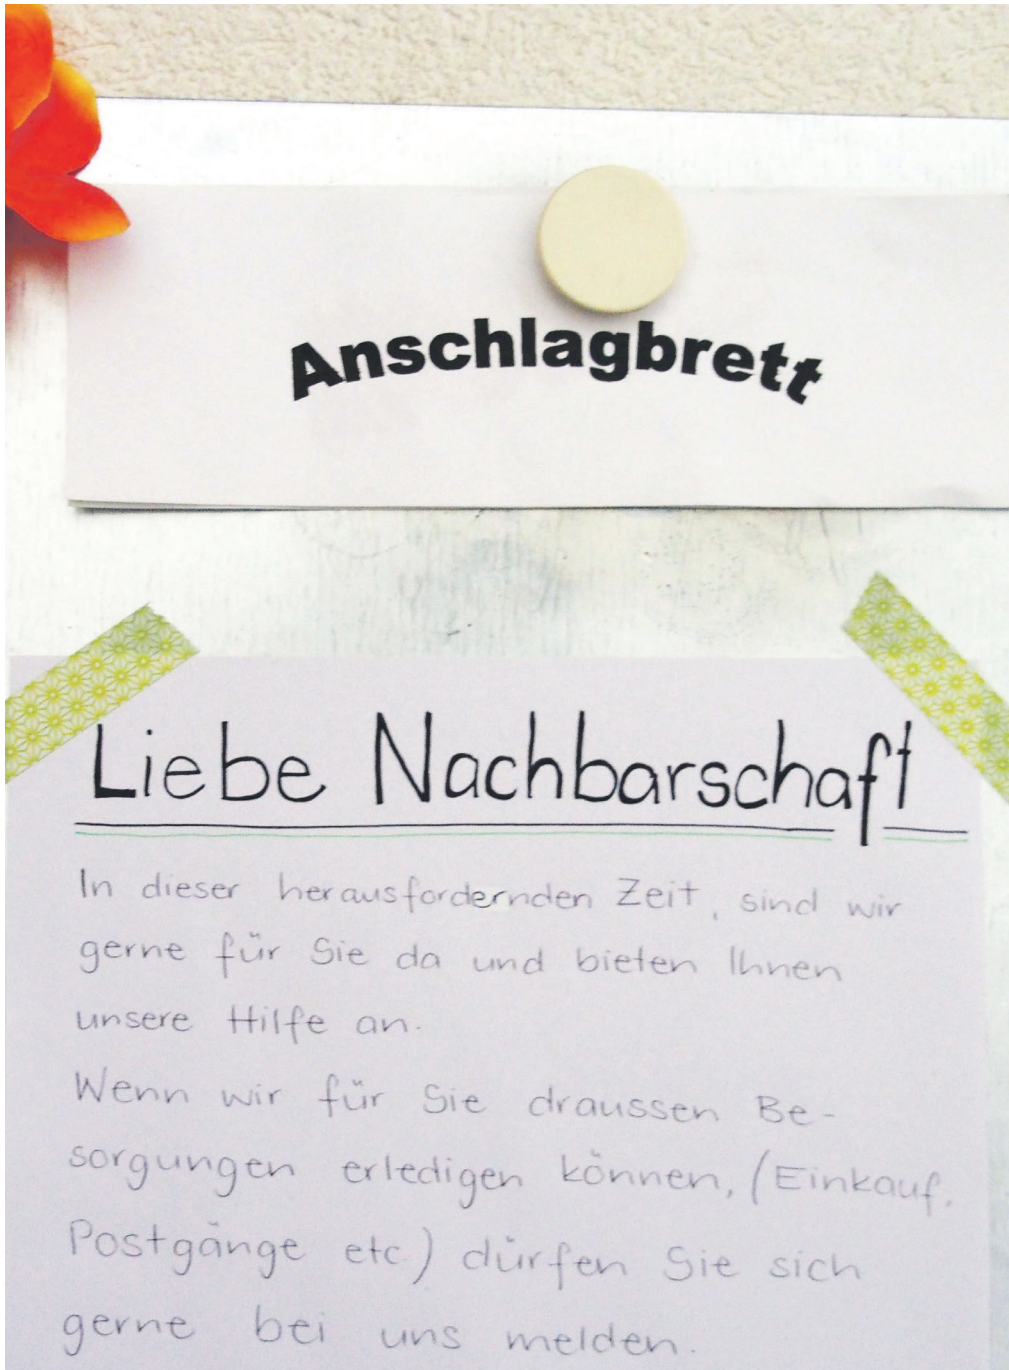 Anschlagbrett
Liebe Nachbarschaft
In dieser herausfordernden Zeit, sind wir
gerne für Sie da und bieten Ihnen
unsere Hilfe an.
Wenn wir für Sie draussen Be-
sorgungen erledigen können, (Einkauf,
Postgänge etc) dürfen Sie sich
gerne bei uns melden.